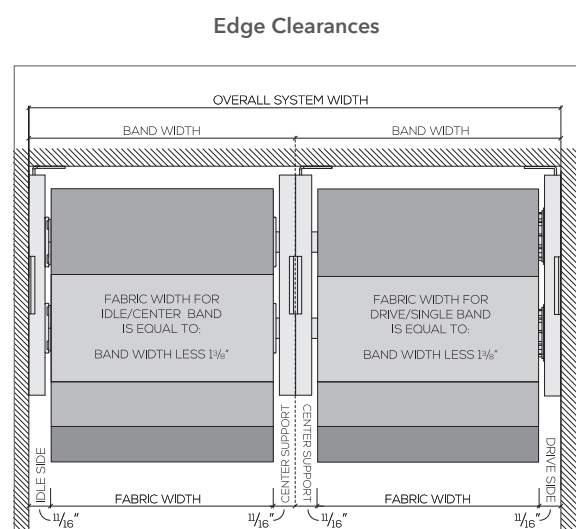 Edge Clearances
OVERALL SYSTEM WIDTH
BAND WIDTH
BAND WIDTH
FABRIC WIDTH FOR
IDLE/CENTER BAND
IS EQUAL TO:
BAND WIDTH LESS 1⅜"
FABRIC WIDTH FOR
DRIVE/SINGLE BAND
IS EQUAL TO:
BAND WIDTH LESS 1⅜"
IDLE SIDE
CENTER SUPPORT
CENTER SUPPORT
DRIVE SIDE
FABRIC WIDTH
FABRIC WIDTH
11/16"
11/16"
11/16"
11/16"